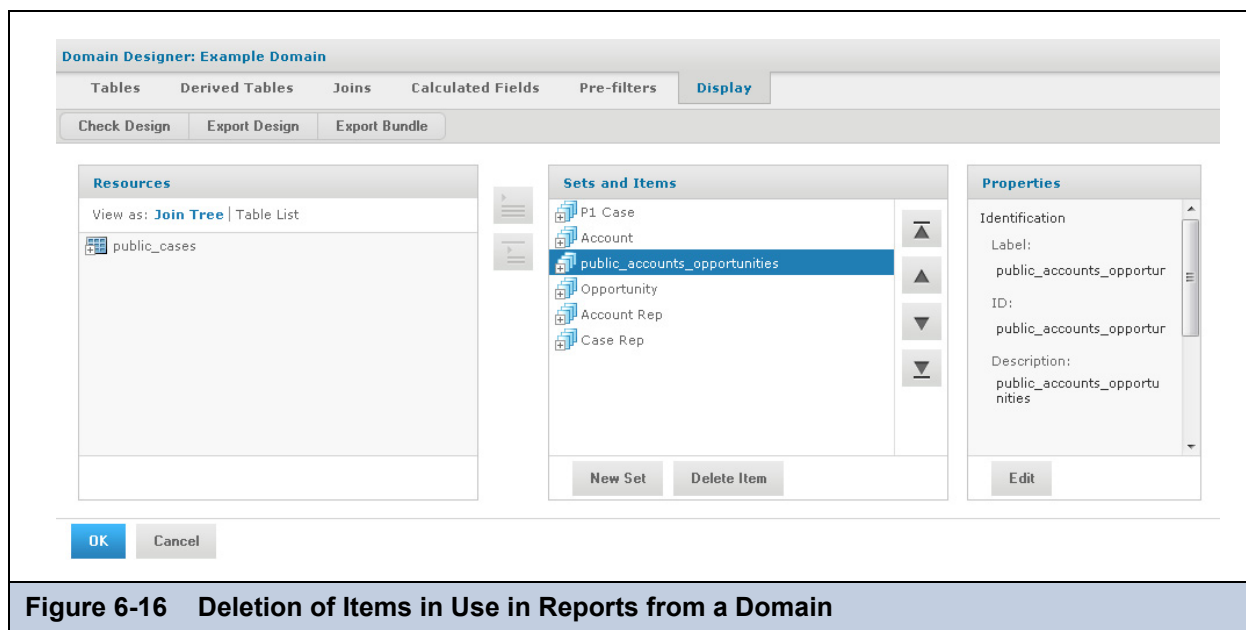 Domain Designer: Example Domain
Tables Derived Tables Joins Calculated Fields Pre-filters Display
Check Design Export Design Export Bundle
Resources
View as: Join Tree | Table List
public_cases
Sets and Items
P1 Case
Account
public_accounts_opportunities
Opportunity
Account Rep
Case Rep
New Set Delete Item
Properties
Identification
Label:
public_accounts_opportur
ID:
public_accounts_opportur
Description:
public_accounts_opportu
nities
Edit
OK Cancel
Figure 6-16 Deletion of Items in Use in Reports from a Domain